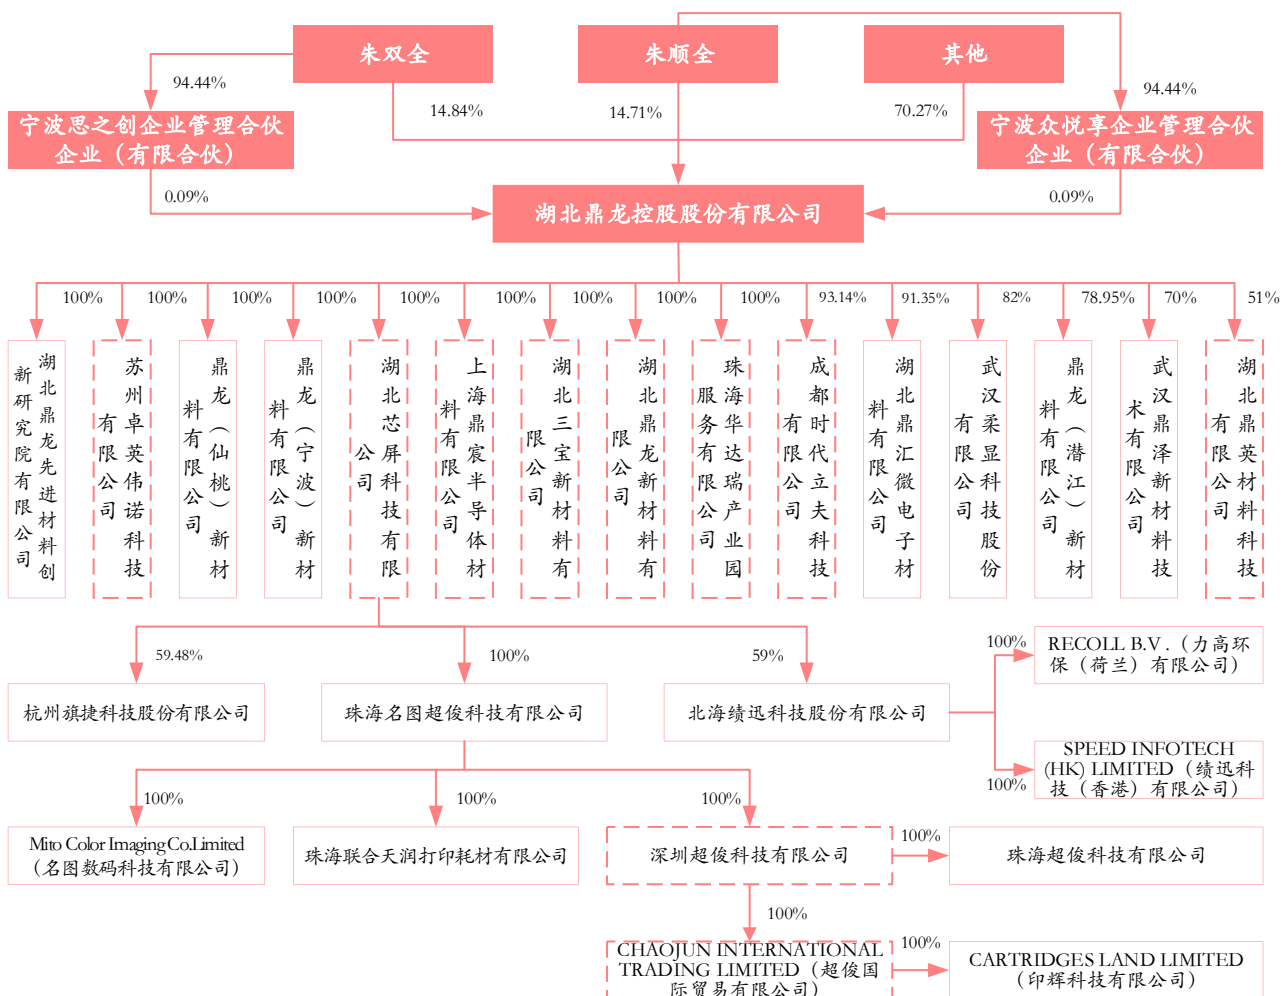 朱双全
朱顺全
其他
94.44%
14.84%
14.71%
70.27%
94.44%
宁波思之创企业管理合伙
企业（有限合伙）
宁波众悦享企业管理合伙
企业（有限合伙）
0.09%
0.09%
湖北鼎龙控股股份有限公司
100%
100%
100%
100%
100%
100%
100%
100%
100%
93.14%
91.35%
82%
78.95%
70%
51%
湖北鼎龙先进材料创
新研究院有限公司
苏州卓英伟诺科技
有限公司
鼎龙（仙桃）新材
料有限公司
鼎龙（宁波）新材
料有限公司
湖北芯屏科技有限
公司
上海鼎宸半导体材
料有限公司
湖北三宝新材料有
限公司
湖北鼎龙新材料有
限公司
珠海华达瑞产业园
服务有限公司
成都时代立夫科技
有限公司
湖北鼎汇微电子材
料有限公司
武汉柔显科技股份
有限公司
鼎龙（潜江）新材
料有限公司
武汉鼎泽新材料技
术有限公司
湖北鼎英材料科技
有限公司
59.48%
100%
59%
100%
RECOLL B.V.（力高环
保（荷兰）有限公司）
杭州旗捷科技股份有限公司
珠海名图超俊科技有限公司
北海绩迅科技股份有限公司
100%
SPEED INFOTECH
(HK) LIMITED（绩迅科
技（香港）有限公司）
100%
100%
100%
Mito Color Imaging Co.Limited
（名图数码科技有限公司）
珠海联合天润打印耗材有限公司
深圳超俊科技有限公司
100%
珠海超俊科技有限公司
100%
CHAOJUN INTERNATIONAL
TRADING LIMITED（超俊国
际贸易有限公司）
100%
CARTRIDGES LAND LIMITED
（印辉科技有限公司）